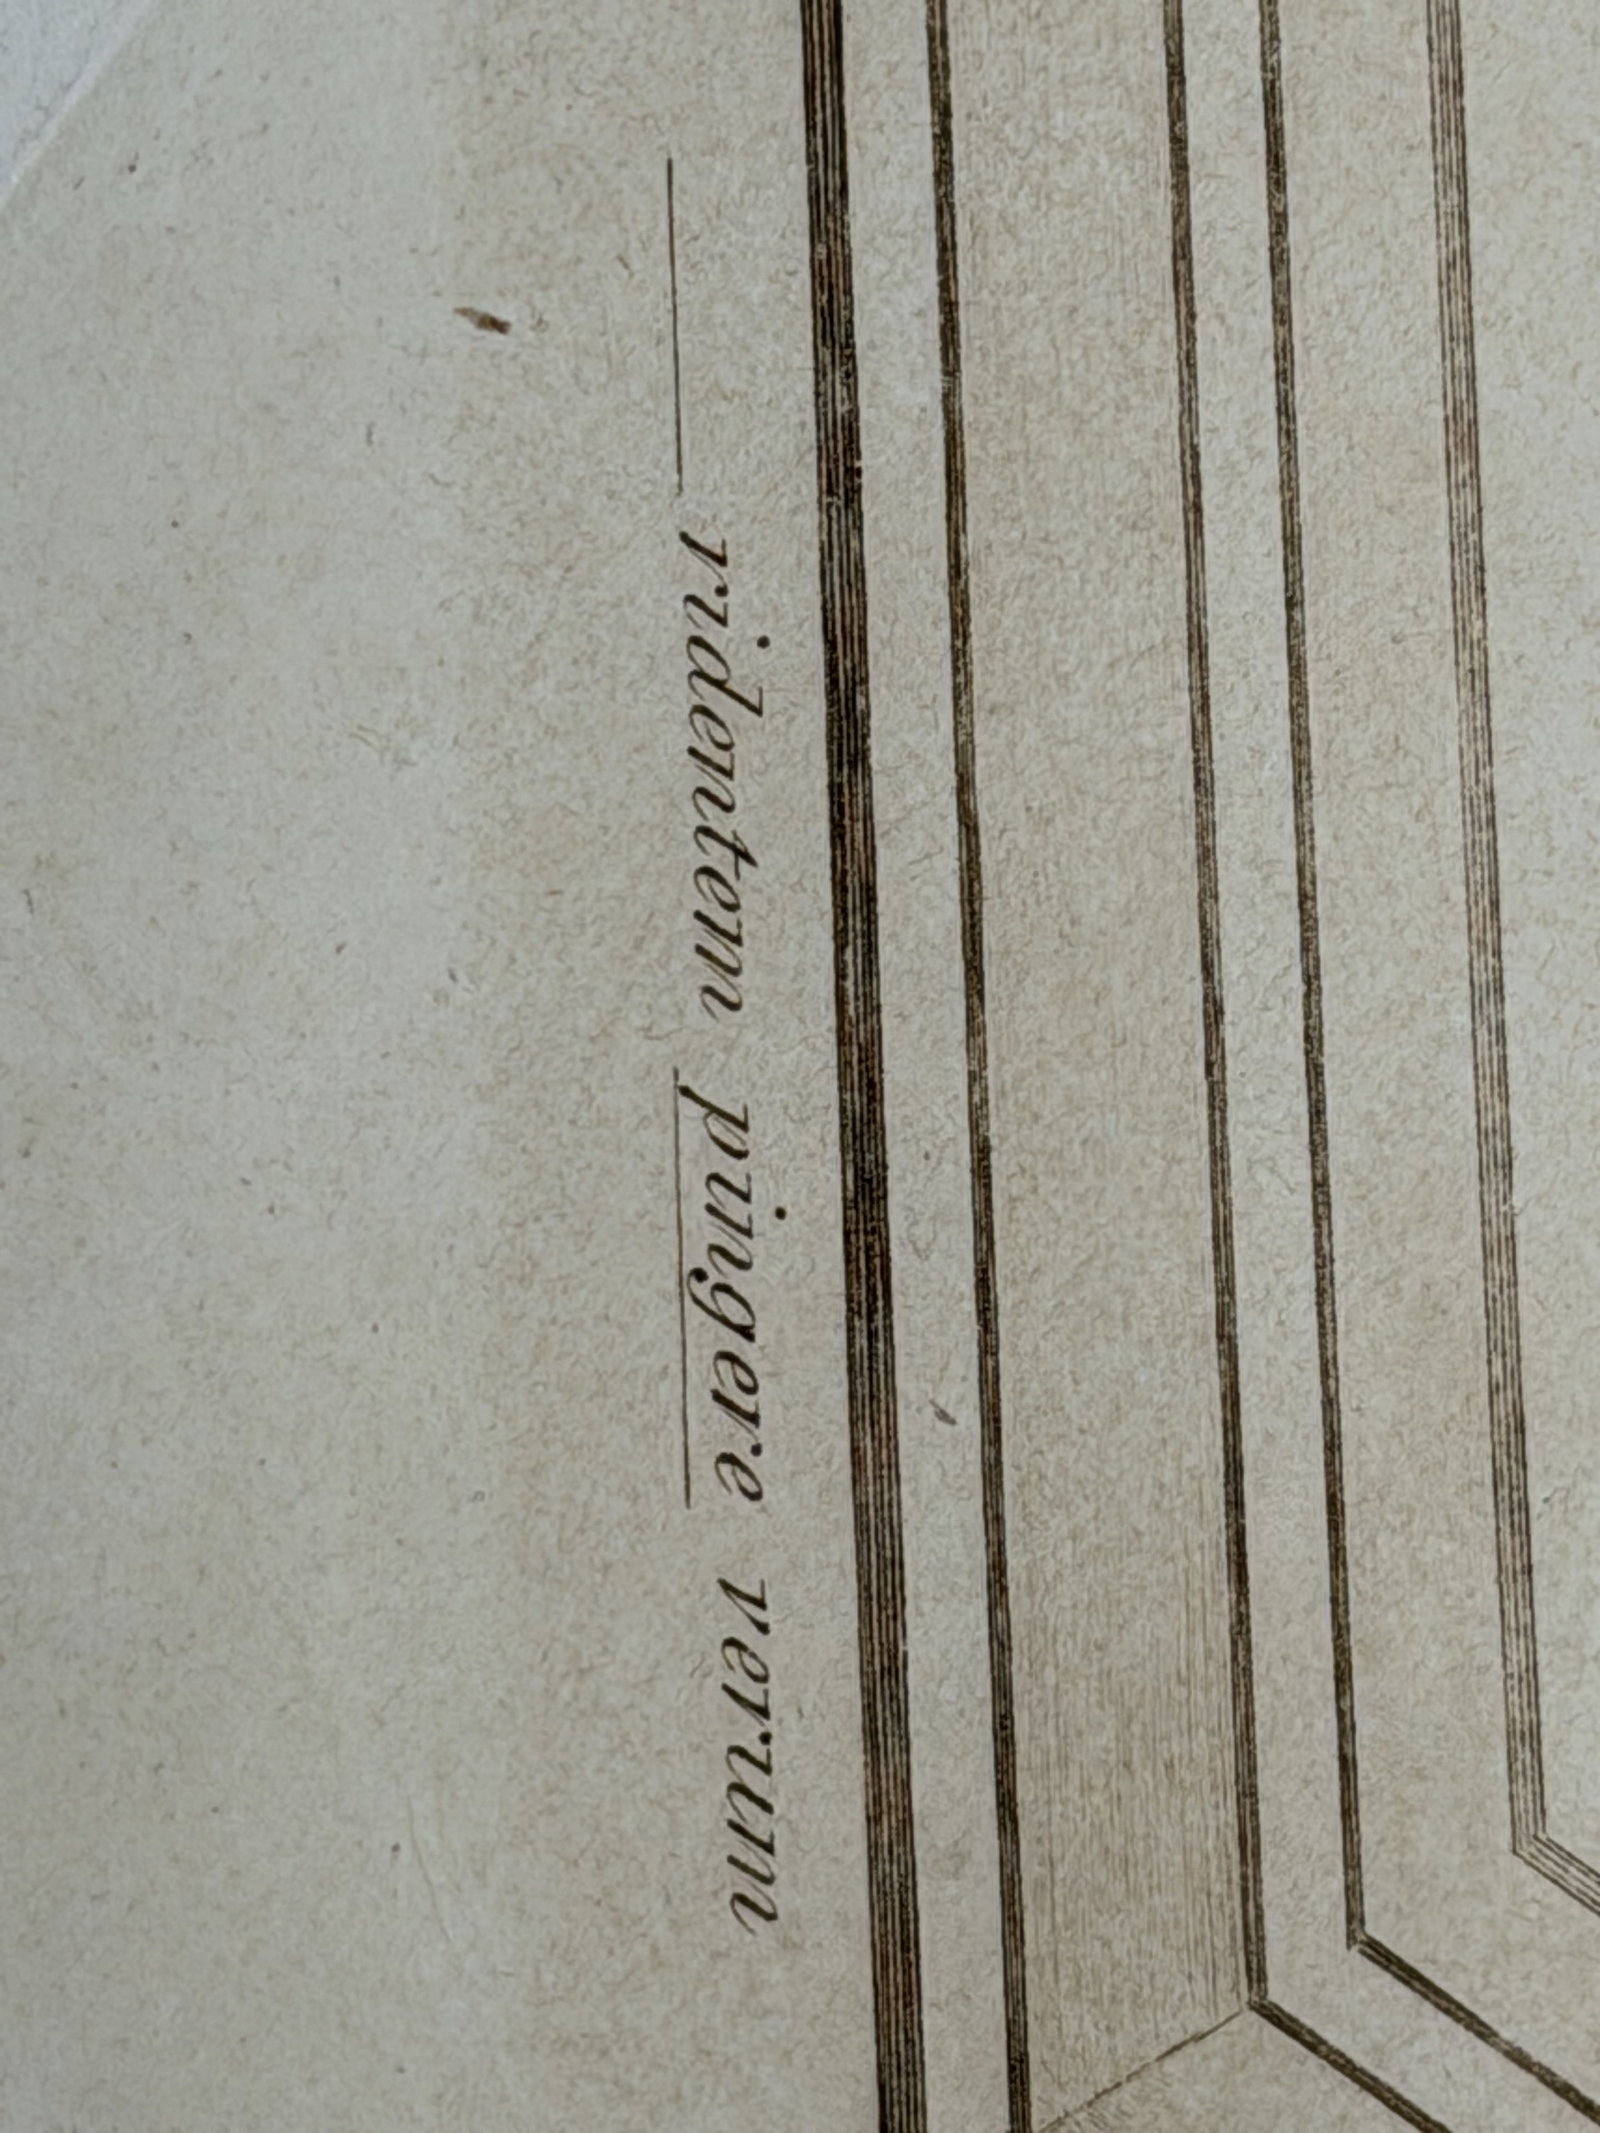 — ridentem pingere verum